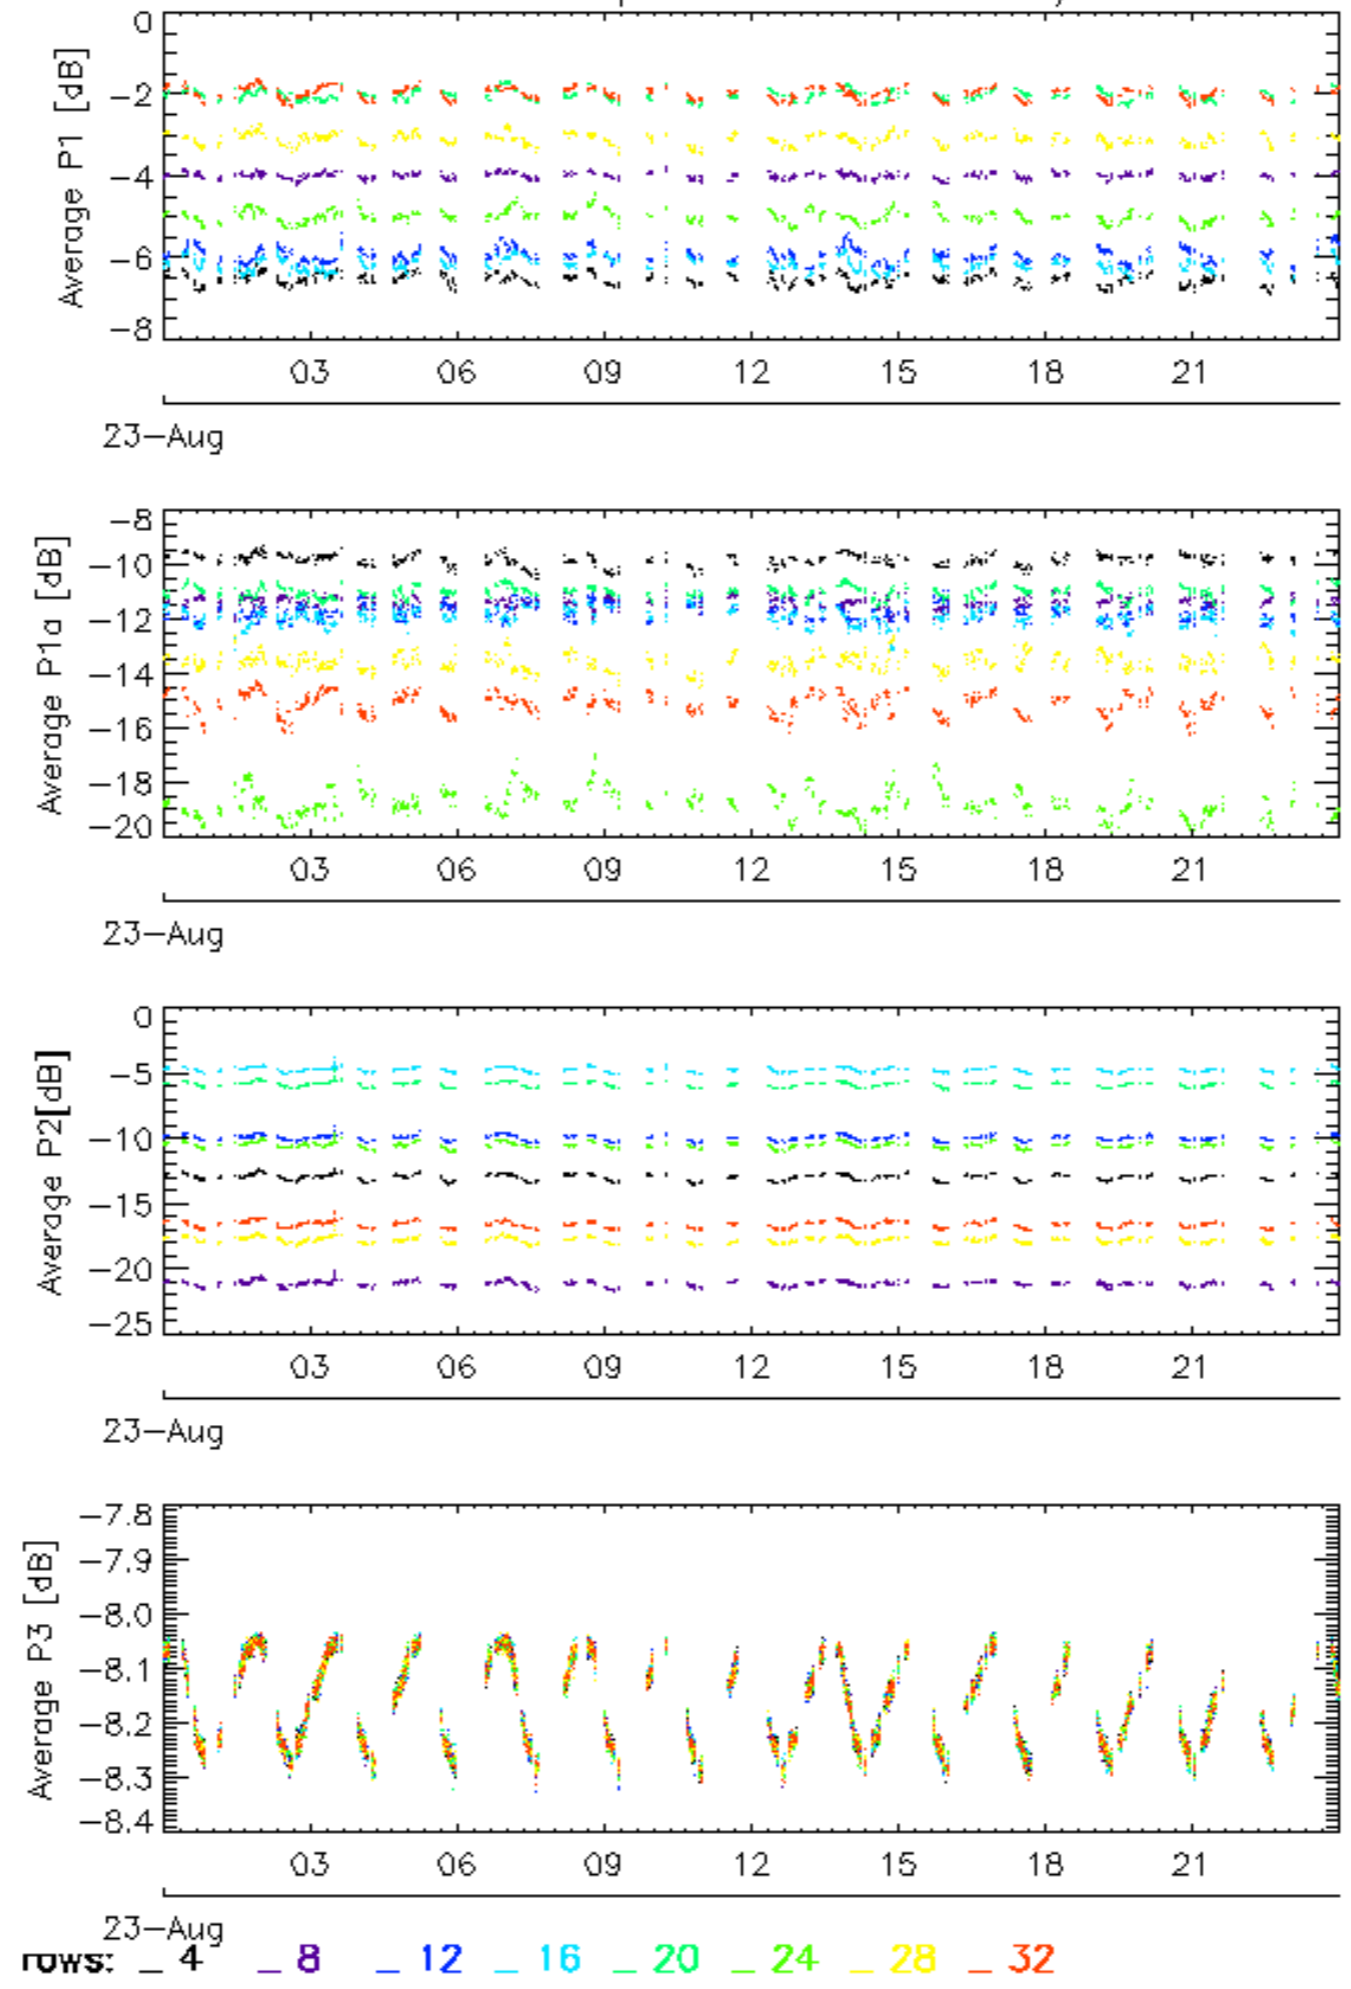 Average P1 [dB]
0
−2
−4
−6
−8
03 06 09 12 15 18 21
23−Aug
Average P1a [dB]
−8
−10
−12
−14
−16
−18
−20
03 06 09 12 15 18 21
23−Aug
Average P2[dB]
0
−5
−10
−15
−20
−25
03 06 09 12 15 18 21
23−Aug
Average P3 [dB]
−7.8
−7.9
−8.0
−8.1
−8.2
−8.3
−8.4
03 06 09 12 15 18 21
23−Aug
rows: _ 4 _ 8 _ 12 _ 16 _ 20 _ 24 _ 28 _ 32